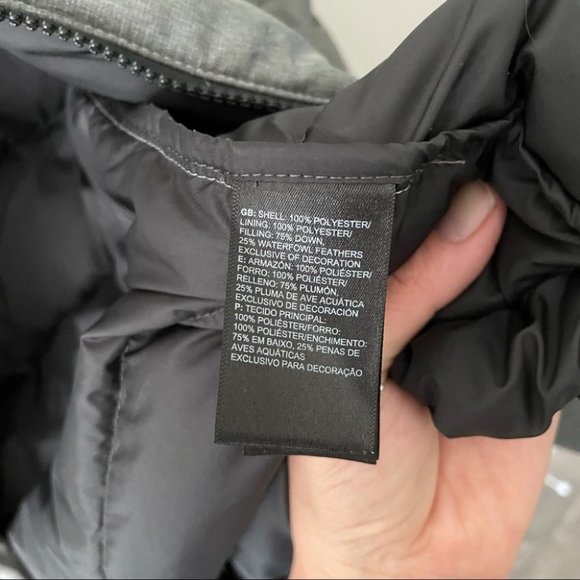 GB: SHELL: 100% POLYESTER/
LINING: 100% POLYESTER/
FILLING: 75% DOWN,
25% WATERFOWL FEATHERS
EXCLUSIVE OF DECORATION
E: ARMAZÓN: 100% POLIÉSTER/
FORRO: 100% POLIÉSTER/
RELLENO: 75% PLUMÓN,
25% PLUMA DE AVE ACUÁTICA
EXCLUSIVO DE DECORACIÓN
P: TECIDO PRINCIPAL:
100% POLIÉSTER/FORRO:
100% POLIÉSTER/ENCHIMENTO:
75% EM BAIXO, 25% PENAS DE
AVES AQUÁTICAS
EXCLUSIVO PARA DECORAÇÃO